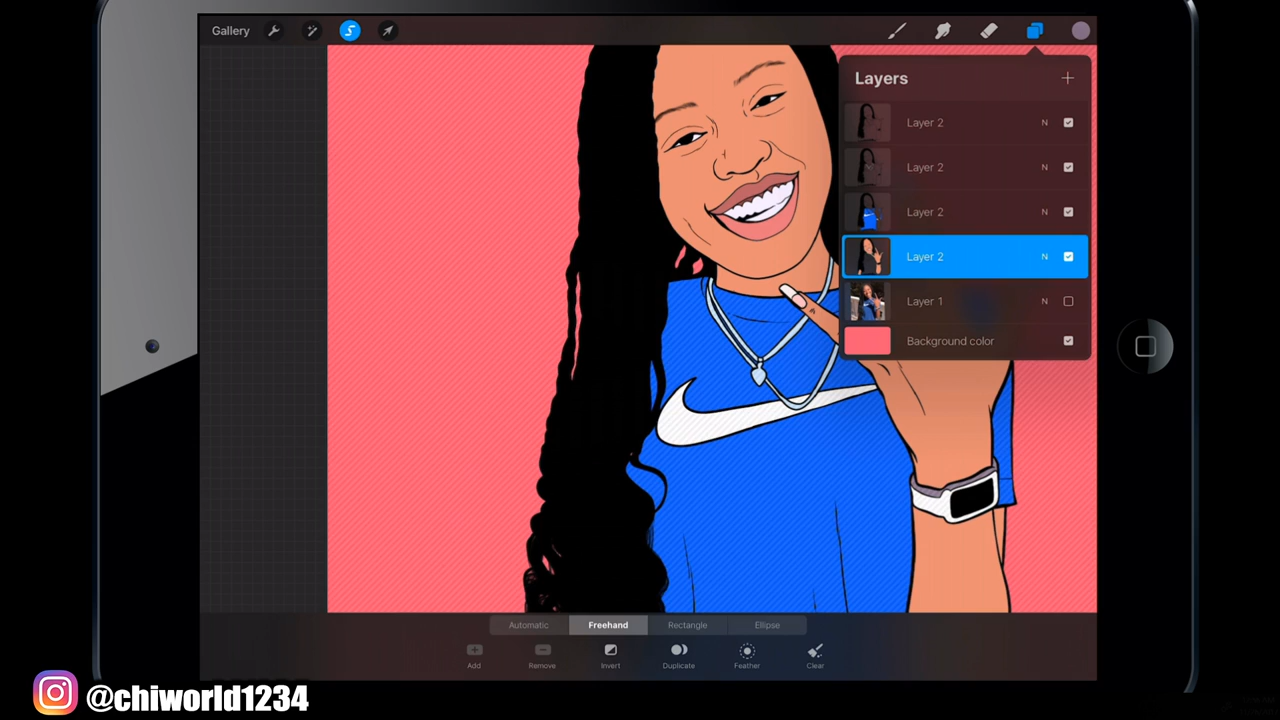 Gallery
Layers
Layer 2 N
Layer 2 N
Layer 2 N
Layer 2 N
Layer 1 N
Background color
Automatic Freehand Rectangle Ellipse
Add Remove Invert Duplicate Feather Clear
@chiworld1234